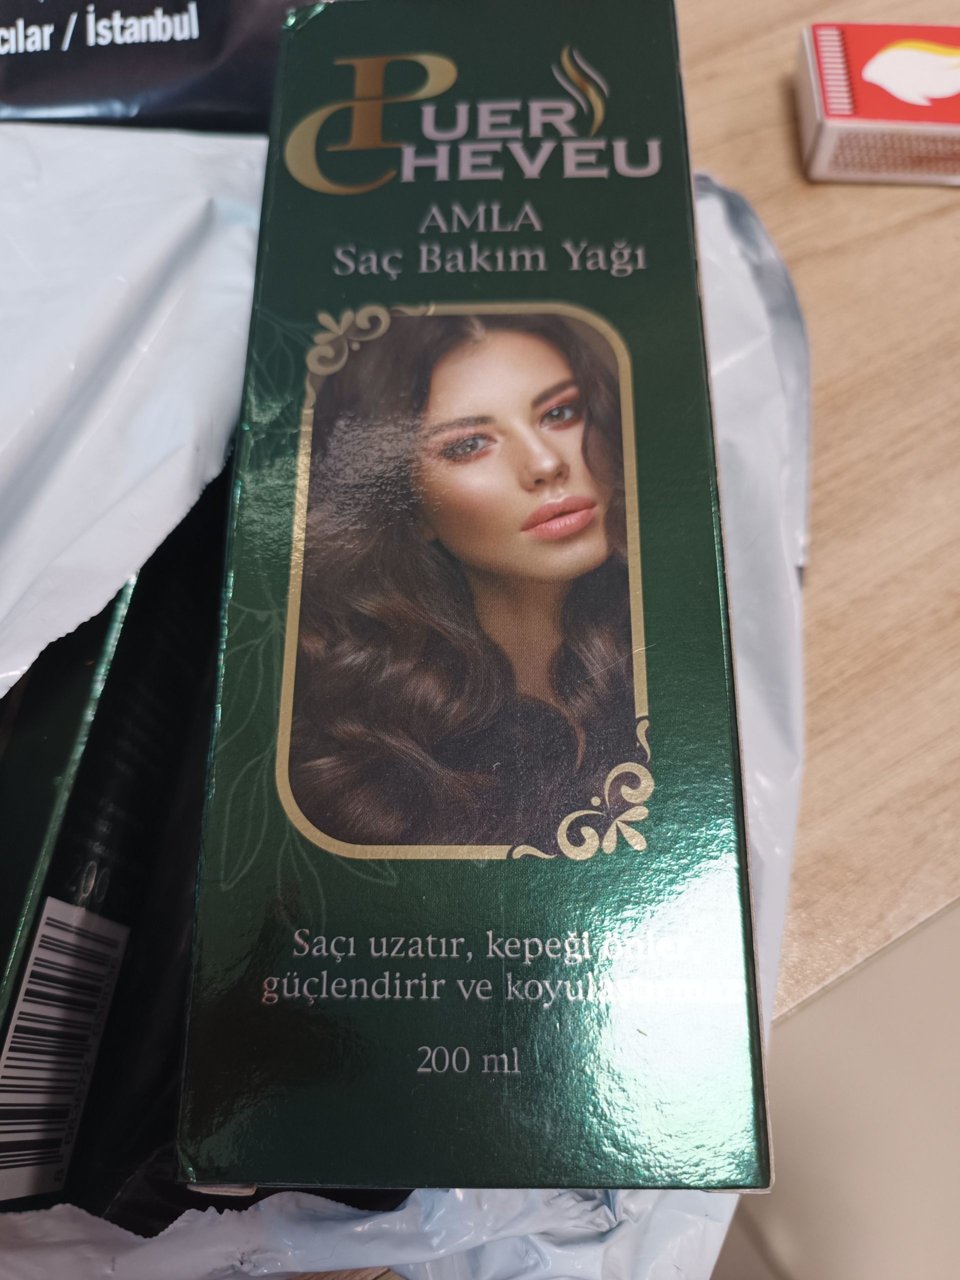 cılar / İstanbul
PUER
CHEVEU
AMLA
Saç Bakım Yağı
Saçı uzatır, kepeği
güçlendirir ve
200 ml